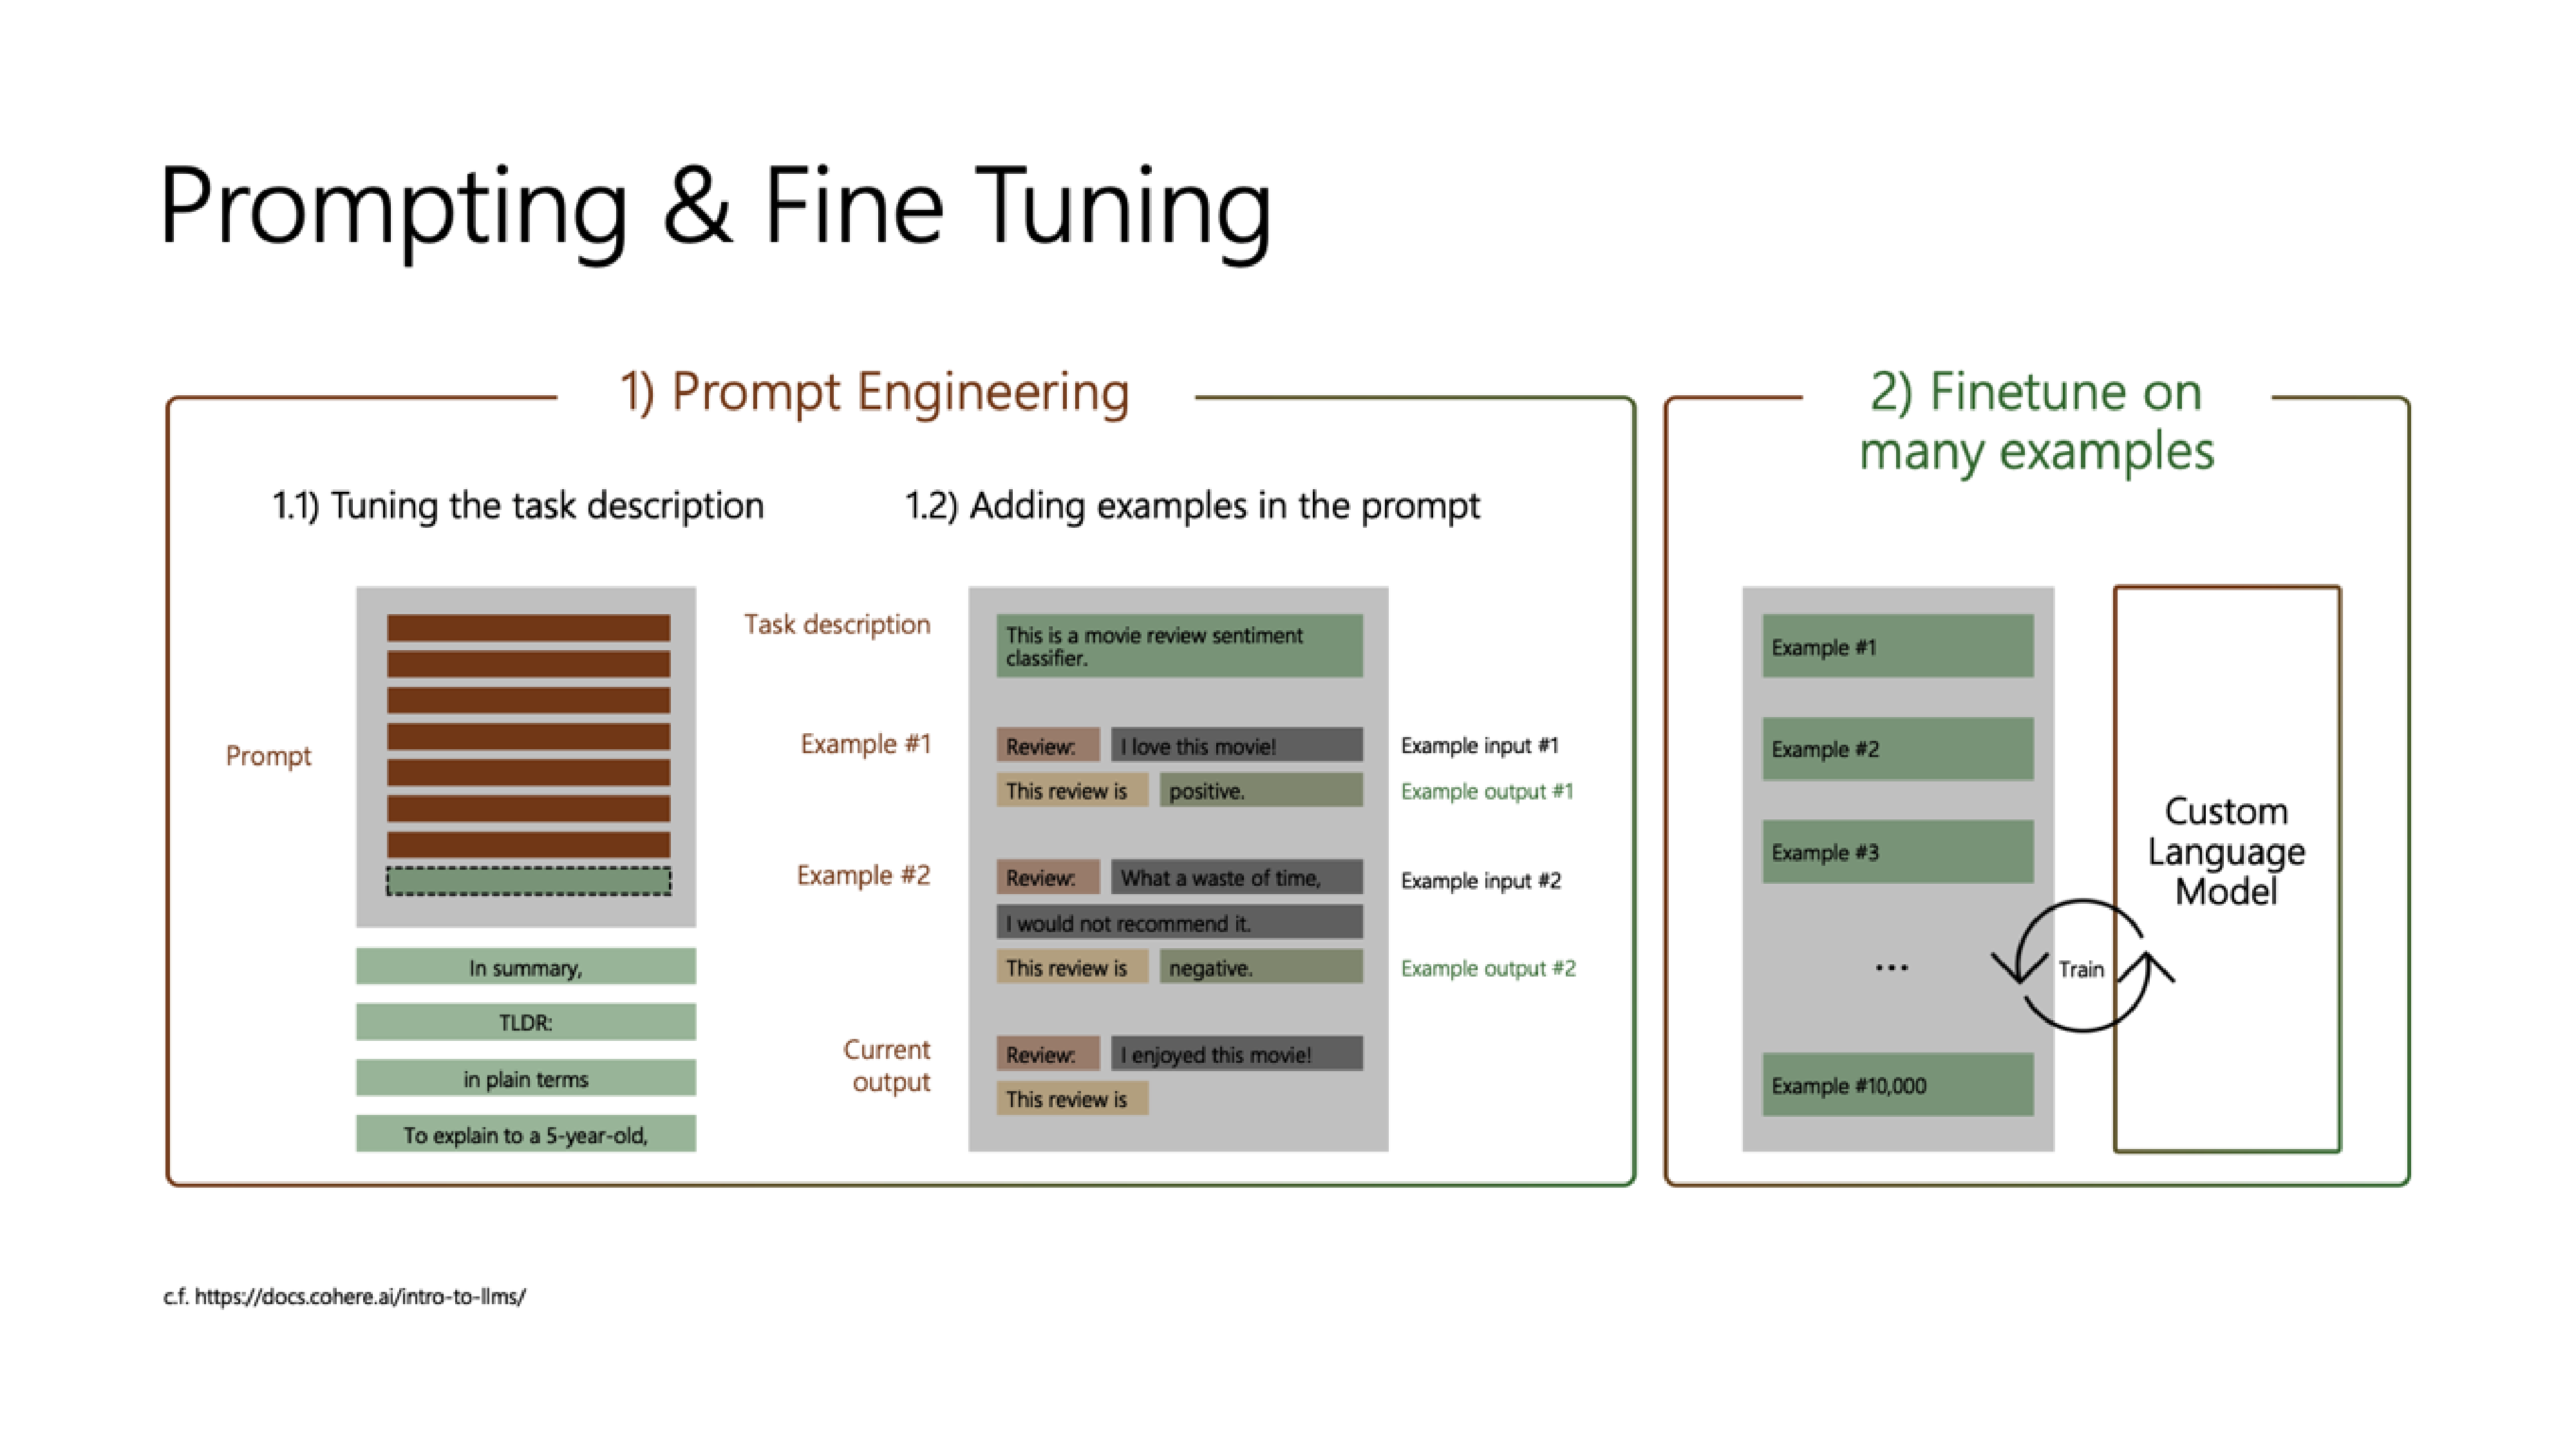 Prompting & Fine Tuning
1) Prompt Engineering
1.1) Tuning the task description
Prompt
In summary,
TLDR:
in plain terms
To explain to a 5-year-old,
1.2) Adding examples in the prompt
Task description
This is a movie review sentiment
classifier.
Example #1
Review: I love this movie!
Example input #1
This review is positive.
Example output #1
Example #2
Review: What a waste of time,
Example input #2
I would not recommend it.
This review is negative.
Example output #2
Current
output
Review: I enjoyed this movie!
This review is
2) Finetune on
many examples
Example #1
Example #2
Example #3
...
Example #10,000
Train
Custom
Language
Model
c.f. https://docs.cohere.ai/intro-to-llms/